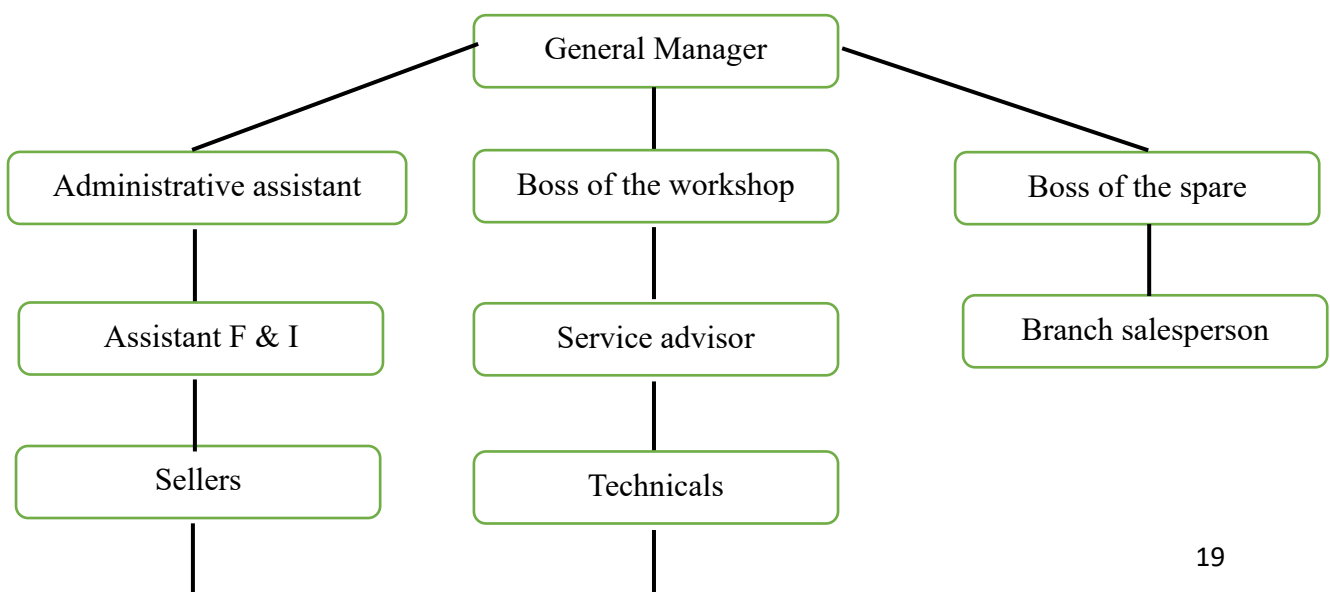 General Manager
Administrative assistant
Boss of the workshop
Boss of the spare
Assistant F & I
Service advisor
Branch salesperson
Sellers
Technicals
19